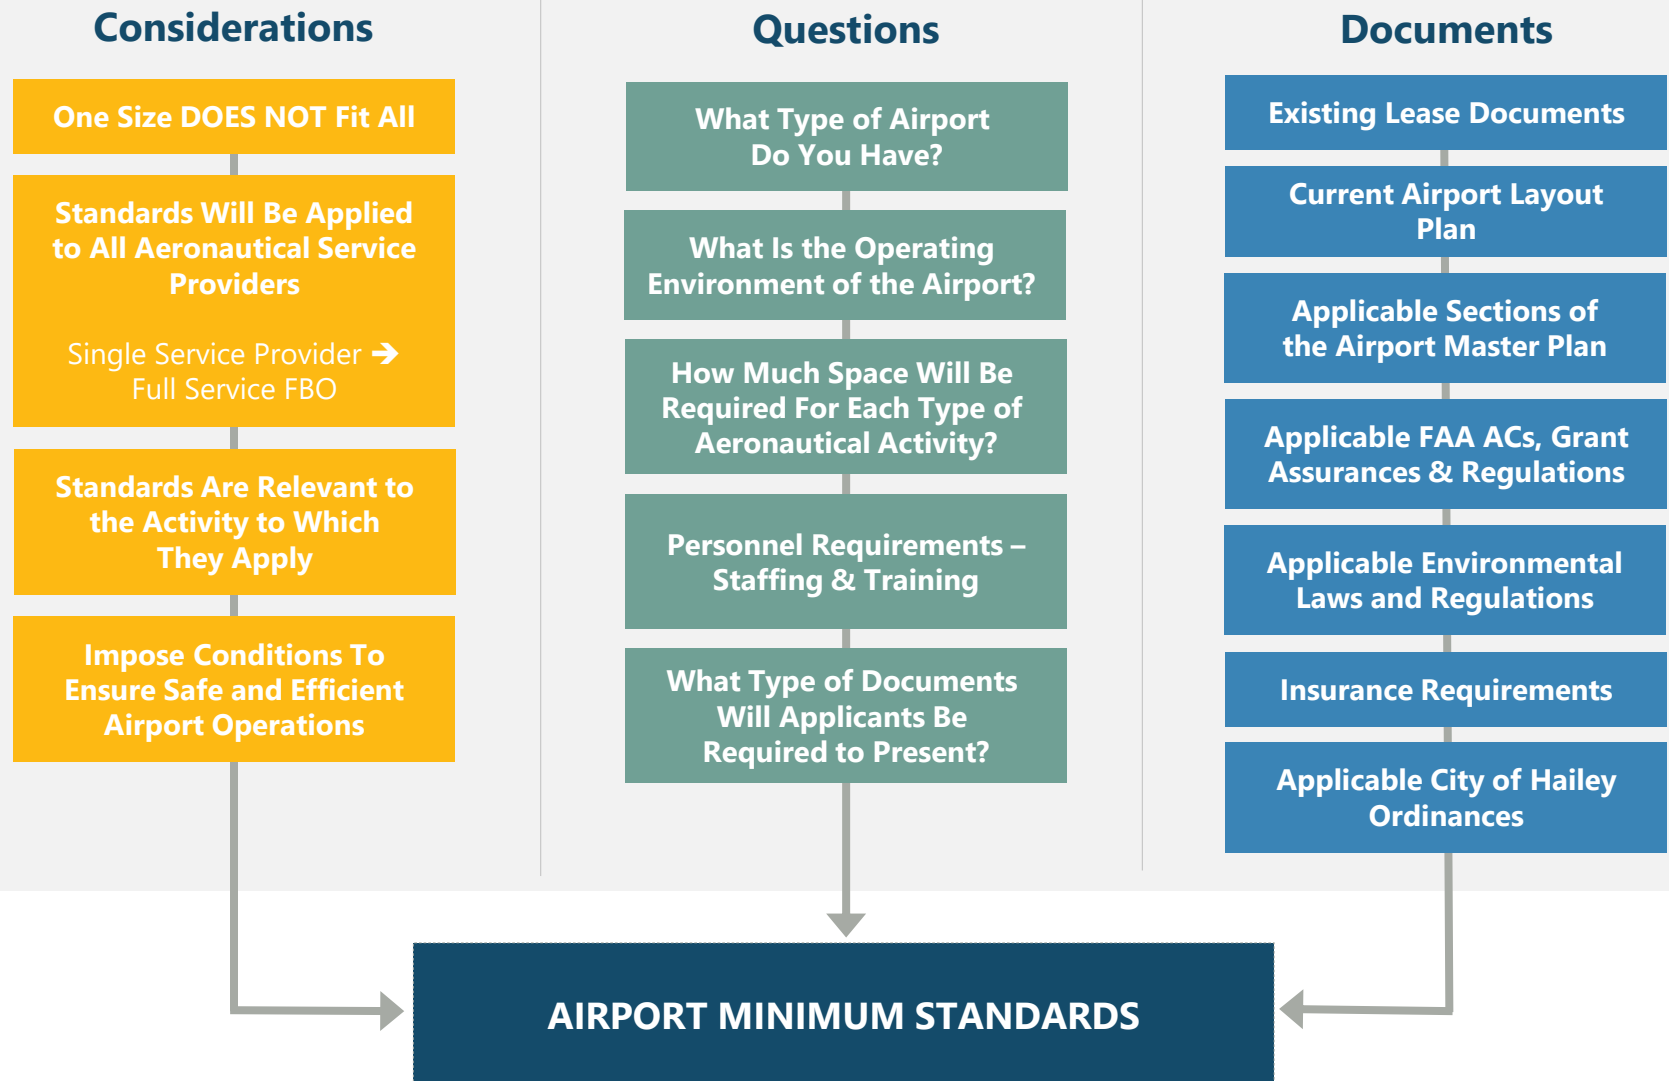 Considerations
One Size DOES NOT Fit All
Standards Will Be Applied
to All Aeronautical Service
Providers
Single Service Provider ➔
Full Service FBO
Standards Are Relevant to
the Activity to Which
They Apply
Impose Conditions To
Ensure Safe and Efficient
Airport Operations
Questions
What Type of Airport
Do You Have?
What Is the Operating
Environment of the Airport?
How Much Space Will Be
Required For Each Type of
Aeronautical Activity?
Personnel Requirements –
Staffing & Training
What Type of Documents
Will Applicants Be
Required to Present?
Documents
Existing Lease Documents
Current Airport Layout
Plan
Applicable Sections of
the Airport Master Plan
Applicable FAA ACs, Grant
Assurances & Regulations
Applicable Environmental
Laws and Regulations
Insurance Requirements
Applicable City of Hailey
Ordinances
AIRPORT MINIMUM STANDARDS